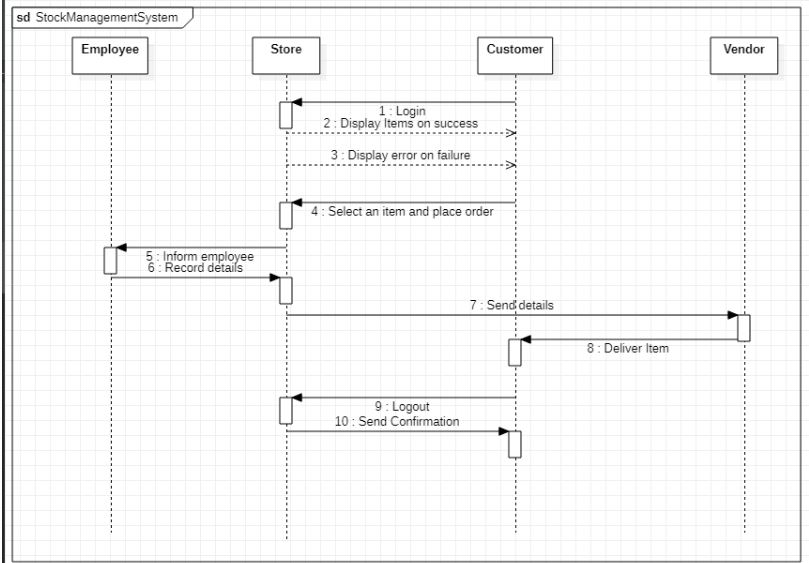 sd StockManagementSystem
Employee
Store
Customer
Vendor
1 : Login
2 : Display Items on success
3 : Display error on failure
4 : Select an item and place order
5 : Inform employee
6 : Record details
7 : Send details
8 : Deliver Item
9 : Logout
10 : Send Confirmation